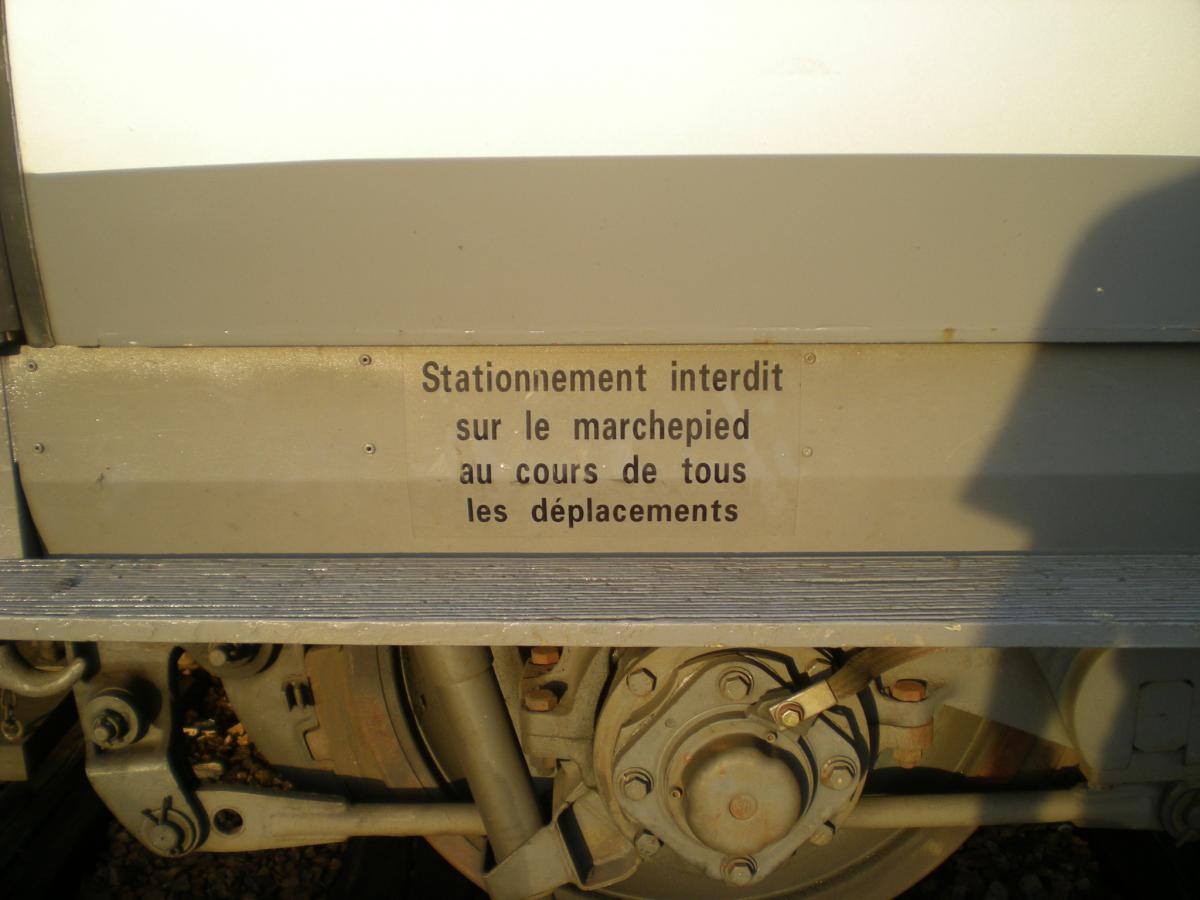 Stationnement interdit
sur le marchepied
au cours de tous
les déplacements